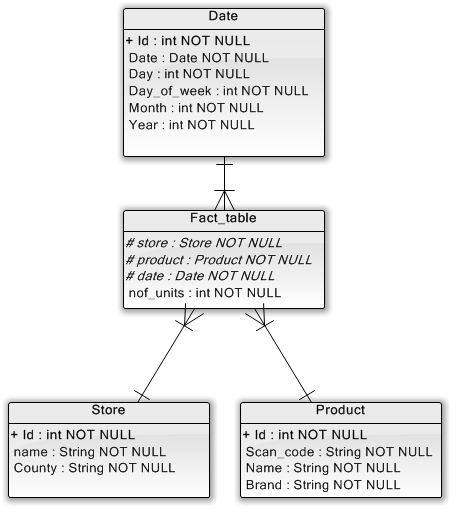 Date
+ Id : int NOT NULL
Date : Date NOT NULL
Day : int NOT NULL
Day_of_week : int NOT NULL
Month : int NOT NULL
Year : int NOT NULL
Fact_table
# store : Store NOT NULL
# product : Product NOT NULL
# date : Date NOT NULL
nof_units : int NOT NULL
Store
+ Id : int NOT NULL
name : String NOT NULL
County : String NOT NULL
Product
+ Id : int NOT NULL
Scan_code : String NOT NULL
Name : String NOT NULL
Brand : String NOT NULL